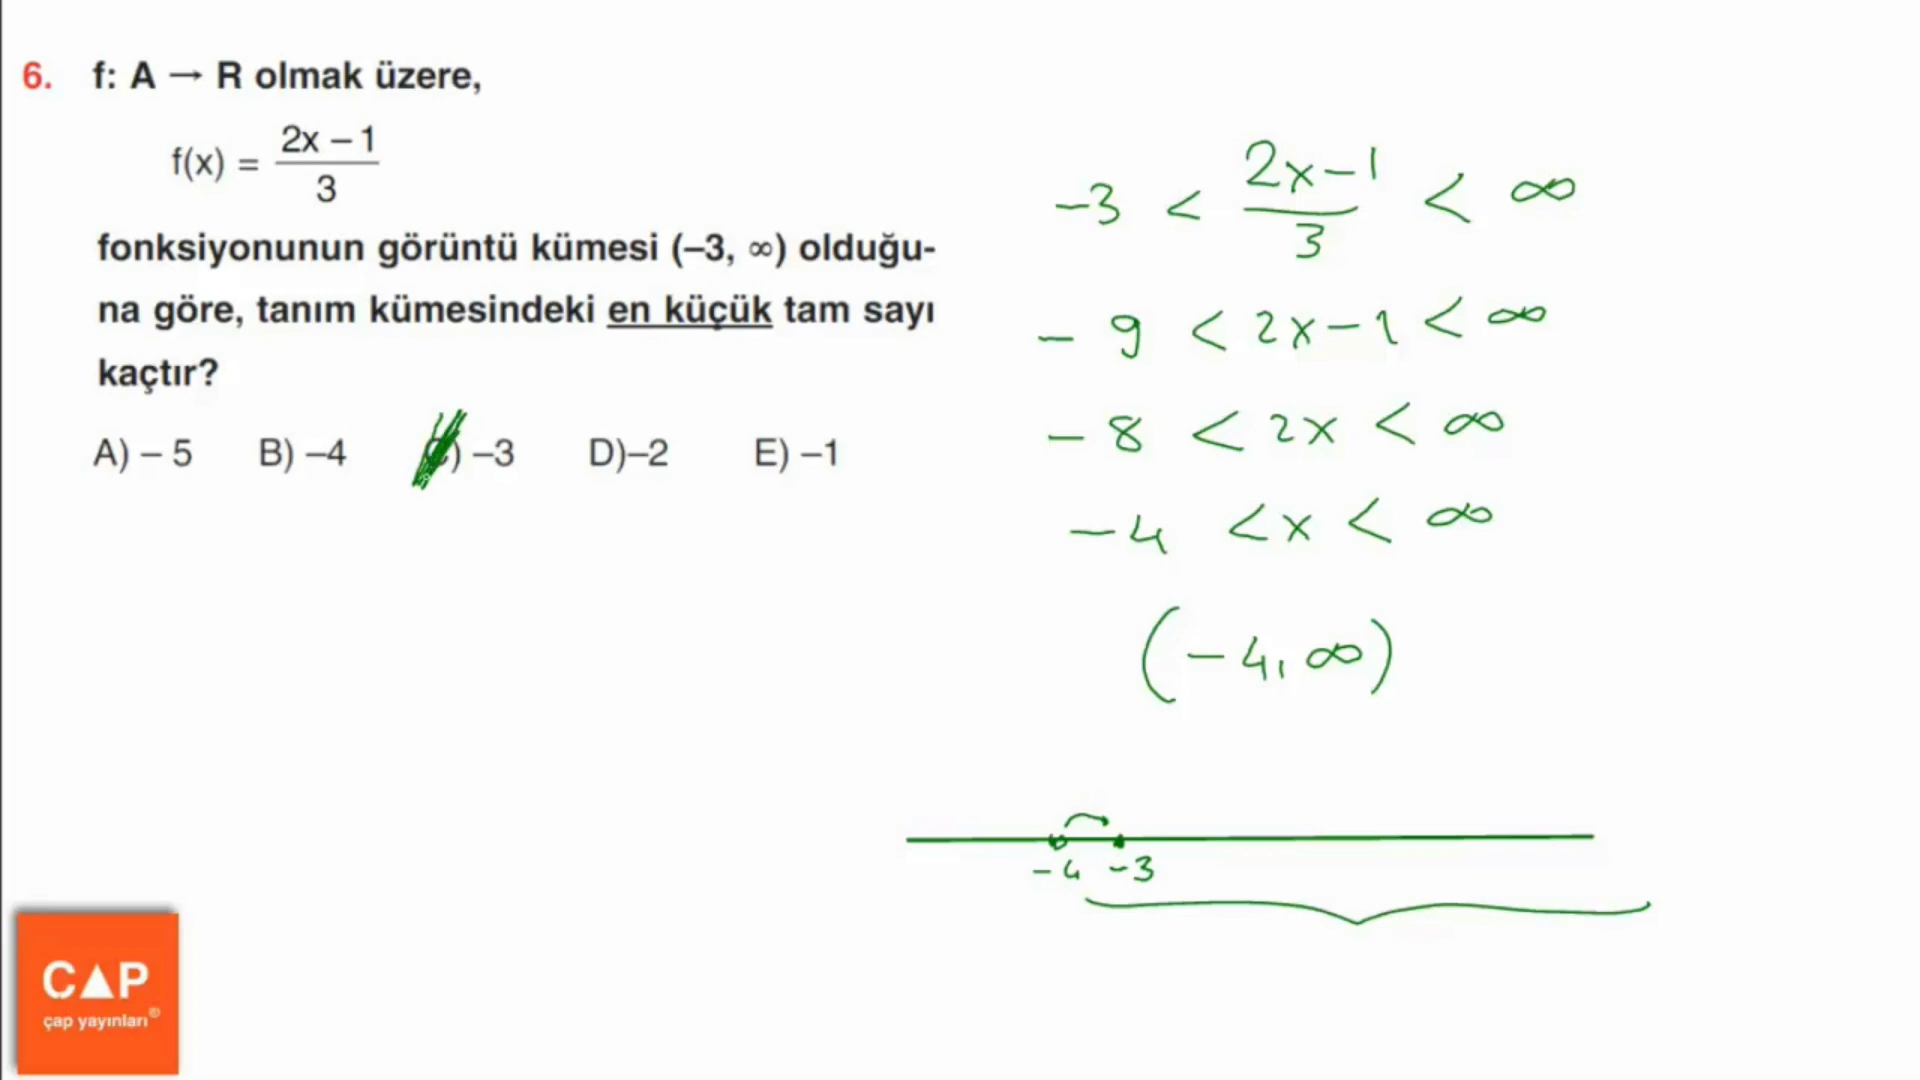 6. f: A → R olmak üzere,
f(x) = 2x – 1 / 3
fonksiyonunun görüntü kümesi (–3, ∞) olduğu-
na göre, tanım kümesindeki en küçük tam sayı
kaçtır?
A) – 5 B) –4 C) –3 D)–2 E) –1
-3 < 2x-1 / 3 < ∞
- 9 < 2x-1 < ∞
- 8 < 2x < ∞
-4 < x < ∞
(-4, ∞)
-4 -3
ÇAP
çap yayınları®